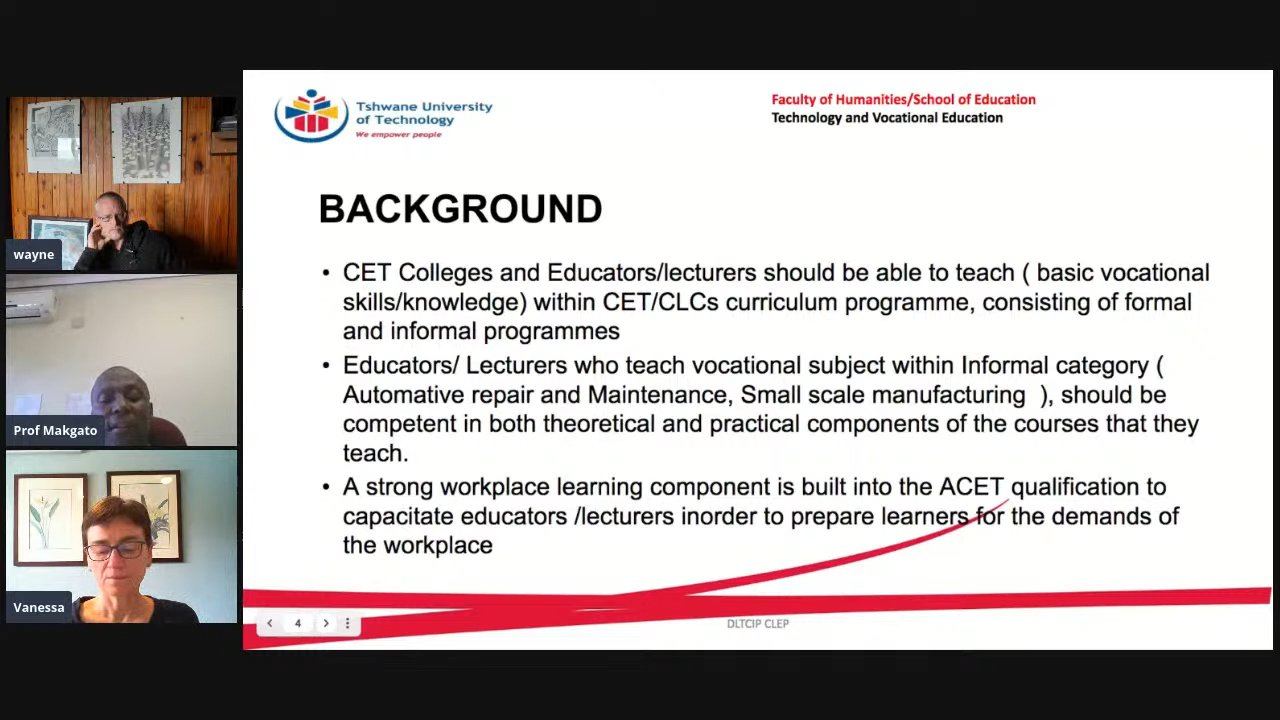 wayne
Prof Makgato
Vanessa
Tshwane University
of Technology
We empower people
Faculty of Humanities/School of Education
Technology and Vocational Education
BACKGROUND
• CET Colleges and Educators/lecturers should be able to teach ( basic vocational
skills/knowledge) within CET/CLCs curriculum programme, consisting of formal
and informal programmes
• Educators/ Lecturers who teach vocational subject within Informal category (
Automative repair and Maintenance, Small scale manufacturing ), should be
competent in both theoretical and practical components of the courses that they
teach.
• A strong workplace learning component is built into the ACET qualification to
capacitate educators /lecturers inorder to prepare learners for the demands of
the workplace
4
DLTCIP CLEP